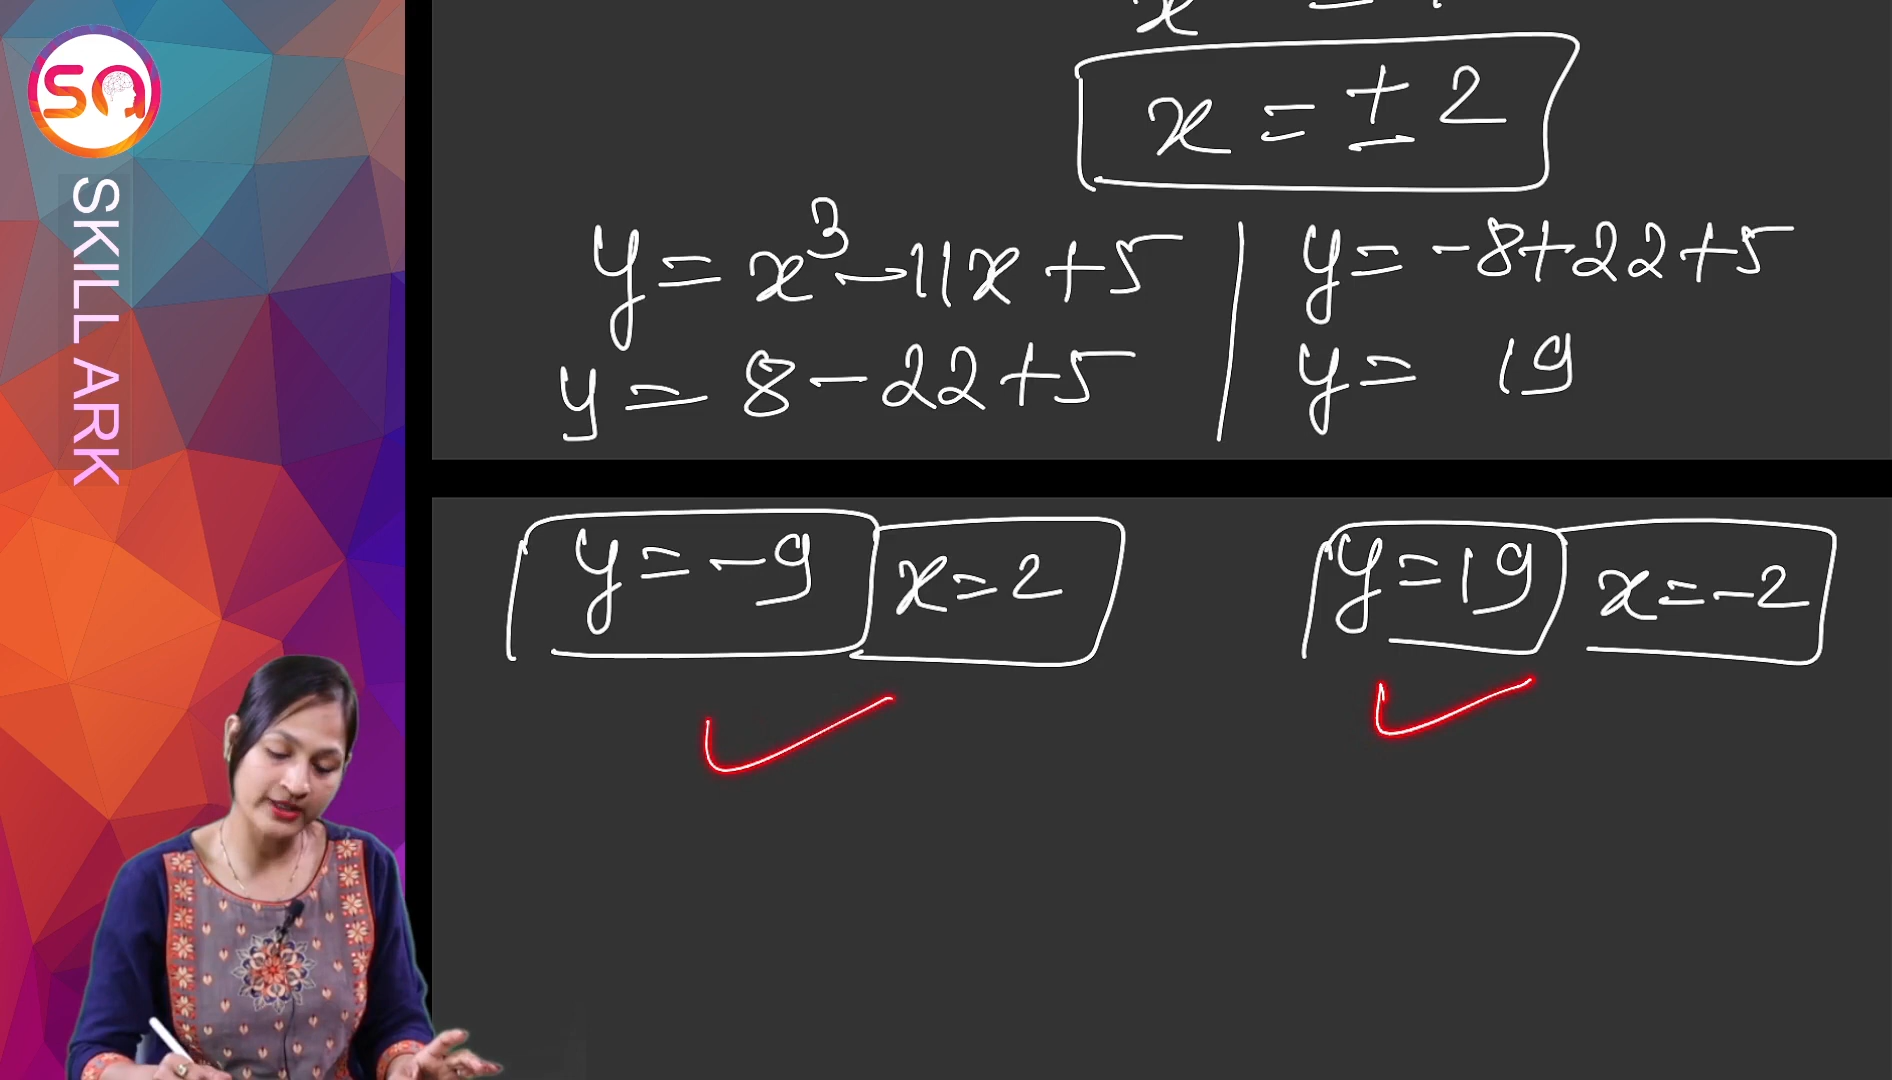 SKILL ARK
x = ± 2
y = x³ - 11x + 5
y = 8 - 22 + 5
y = -8 + 22 + 5
y = 19
y = -9 x = 2
y = 19 x = -2